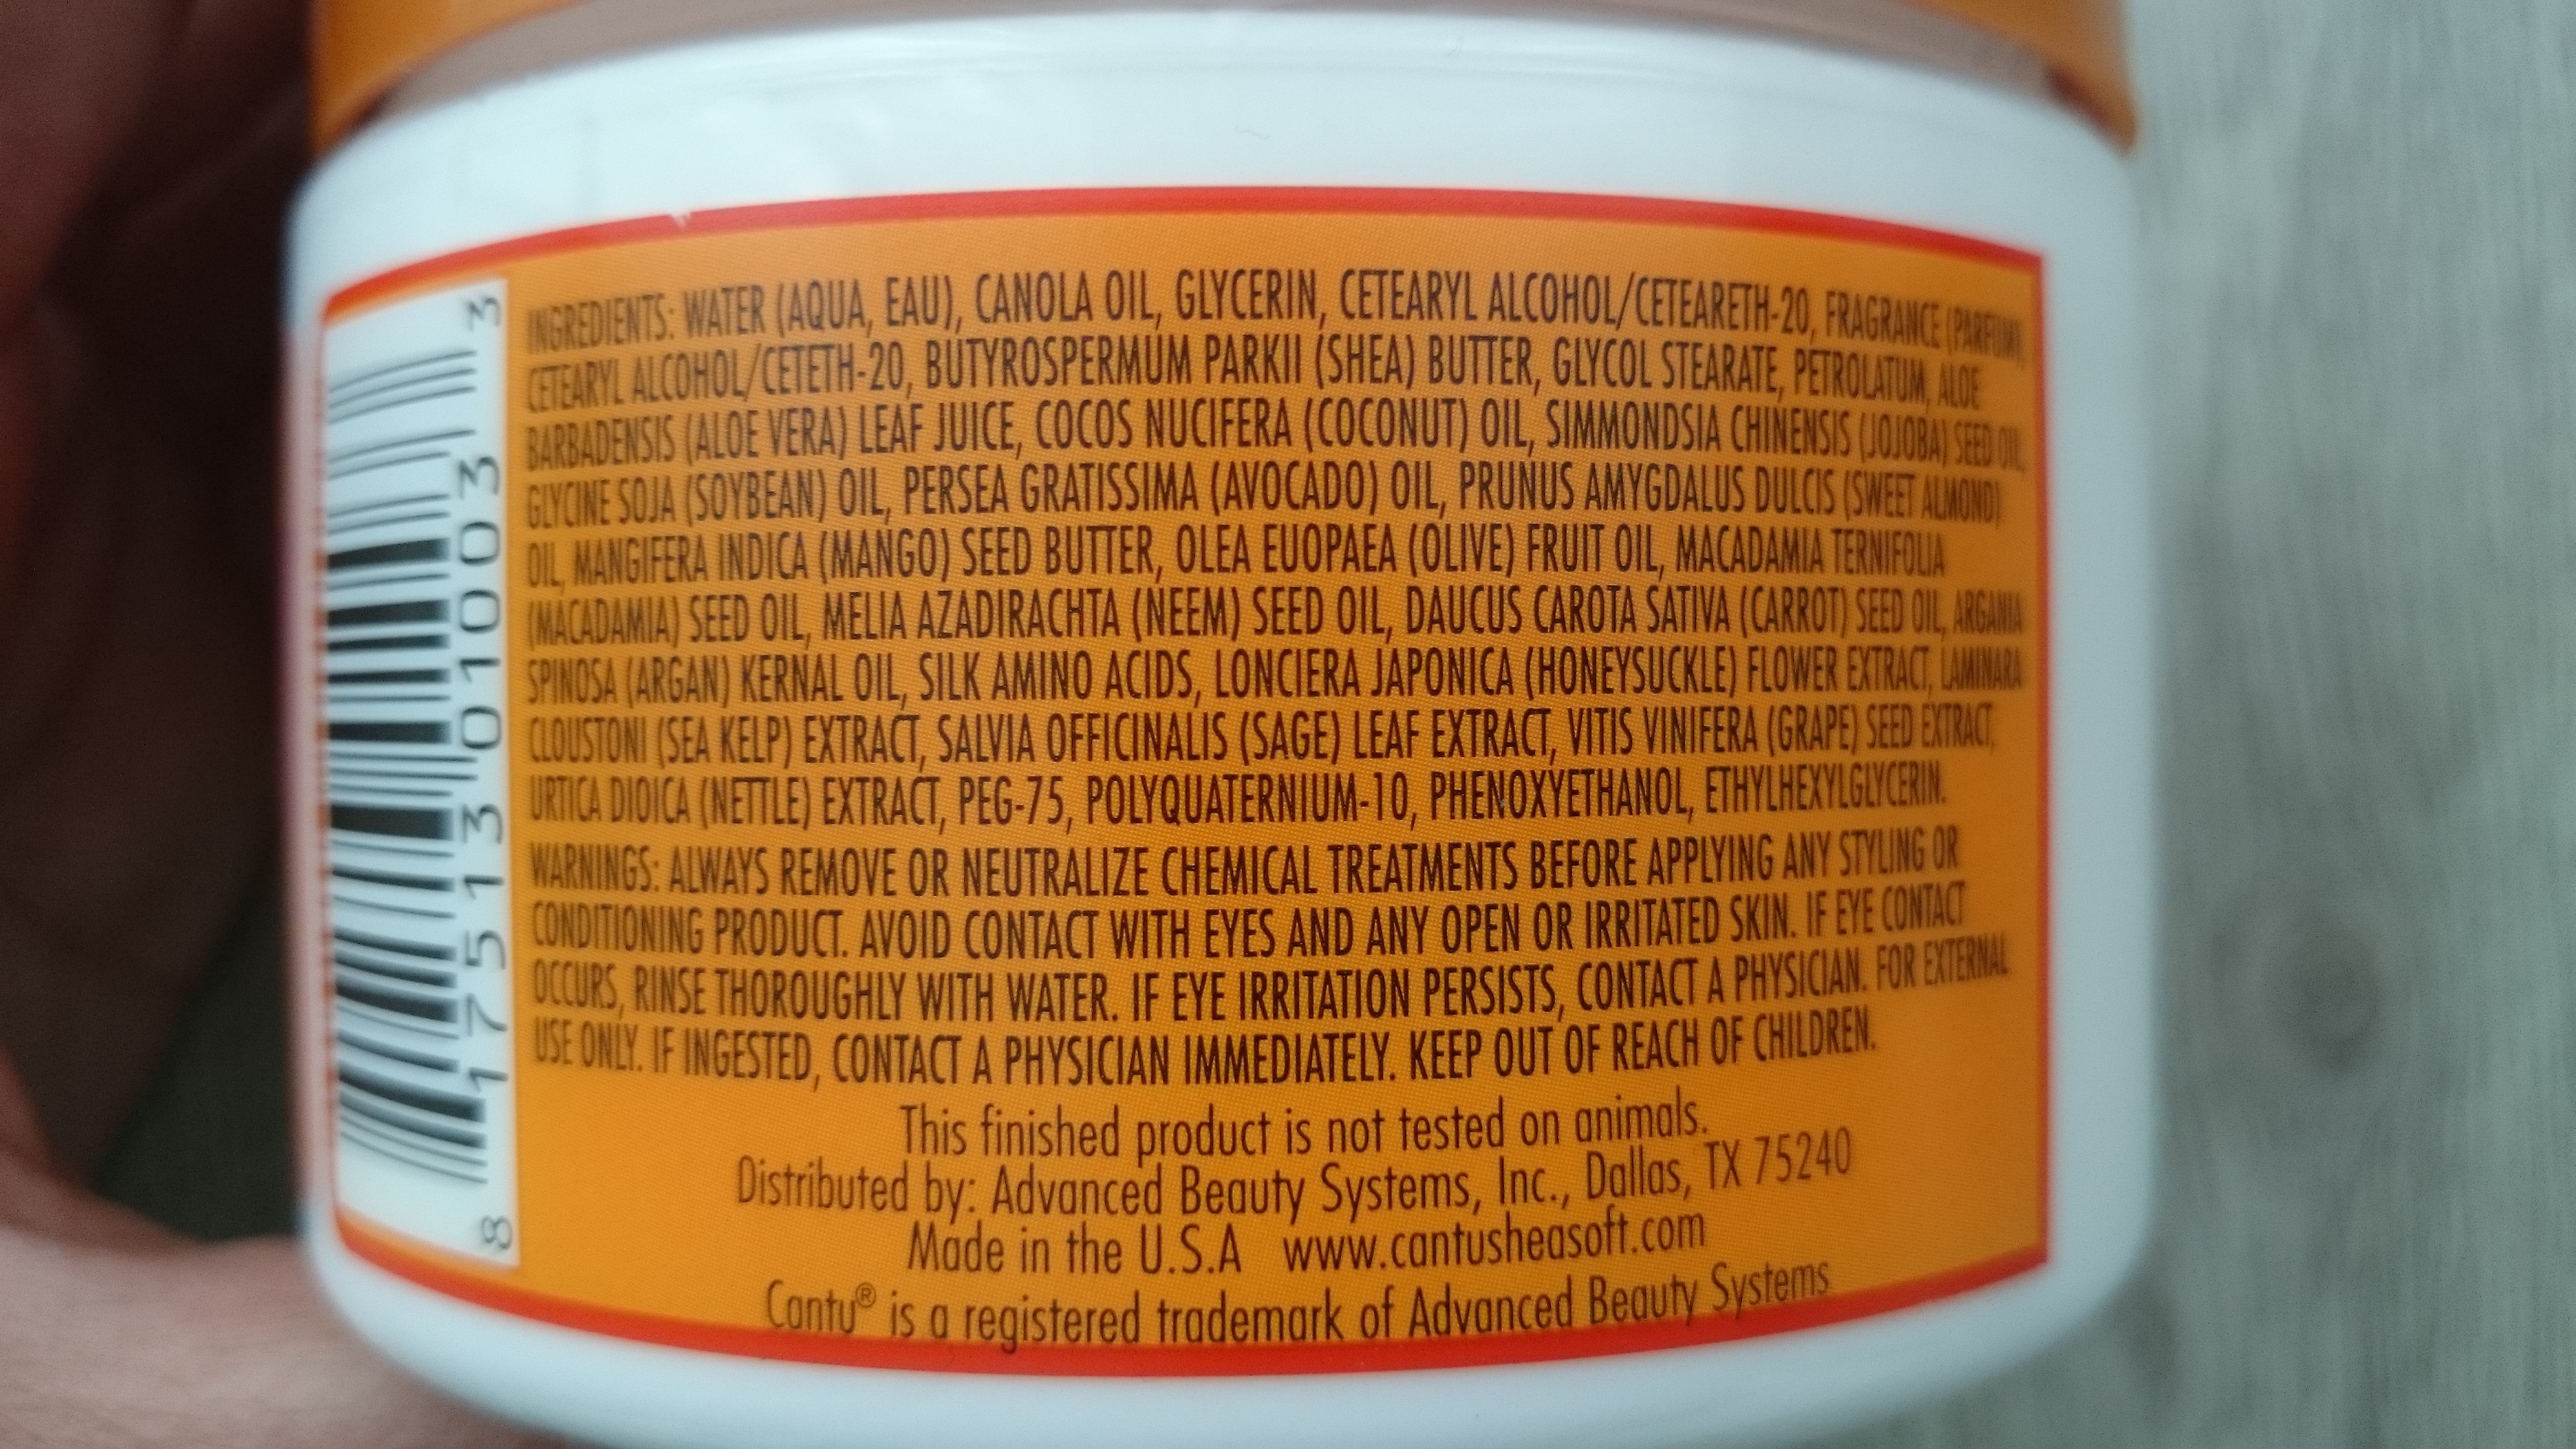 INGREDIENTS: WATER (AQUA, EAU), CANOLA OIL, GLYCERIN, CETEARYL ALCOHOL/CETEARETH-20, FRAGRANCE (PARFUM)
CETEARYL ALCOHOL/CETETH-20, BUTYROSPERMUM PARKII (SHEA) BUTTER, GLYCOL STEARATE, PETROLATUM, ALOE
BARBADENSIS (ALOE VERA) LEAF JUICE, COCOS NUCIFERA (COCONUT) OIL, SIMMONDSIA CHINENSIS (JOJOBA) SEED OIL,
GLYCINE SOJA (SOYBEAN) OIL, PERSEA GRATISSIMA (AVOCADO) OIL, PRUNUS AMYGDALUS DULCIS (SWEET ALMOND)
OIL, MANGIFERA INDICA (MANGO) SEED BUTTER, OLEA EUOPAEA (OLIVE) FRUIT OIL, MACADAMIA TERNIFOLIA
(MACADAMIA) SEED OIL, MELIA AZADIRACHTA (NEEM) SEED OIL, DAUCUS CAROTA SATIVA (CARROT) SEED OIL, ARGANIA
SPINOSA (ARGAN) KERNAL OIL, SILK AMINO ACIDS, LONCIERA JAPONICA (HONEYSUCKLE) FLOWER EXTRACT, LAMINARA
CLOUSTONI (SEA KELP) EXTRACT, SALVIA OFFICINALIS (SAGE) LEAF EXTRACT, VITIS VINIFERA (GRAPE) SEED EXTRACT,
URTICA DIOICA (NETTLE) EXTRACT, PEG-75, POLYQUATERNIUM-10, PHENOXYETHANOL, ETHYLHEXYLGLYCERIN.
WARNINGS: ALWAYS REMOVE OR NEUTRALIZE CHEMICAL TREATMENTS BEFORE APPLYING ANY STYLING OR
CONDITIONING PRODUCT. AVOID CONTACT WITH EYES AND ANY OPEN OR IRRITATED SKIN. IF EYE CONTACT
OCCURS, RINSE THOROUGHLY WITH WATER. IF EYE IRRITATION PERSISTS, CONTACT A PHYSICIAN. FOR EXTERNAL
USE ONLY. IF INGESTED, CONTACT A PHYSICIAN IMMEDIATELY. KEEP OUT OF REACH OF CHILDREN.
This finished product is not tested on animals.
Distributed by: Advanced Beauty Systems, Inc., Dallas, TX 75240
Made in the U.S.A www.cantusheasoft.com
Cantu® is a registered trademark of Advanced Beauty Systems
8 17513 01003 3